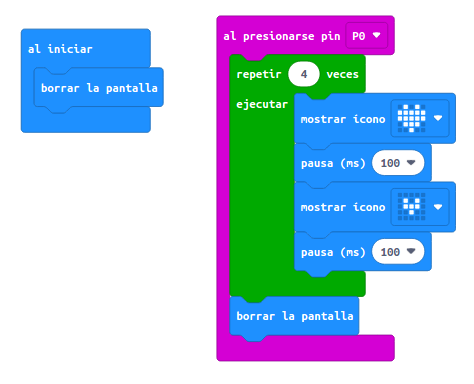 al iniciar
borrar la pantalla
al presionarse pin P0
repetir 4 veces
ejecutar
mostrar icono
pausa (ms) 100
mostrar icono
pausa (ms) 100
borrar la pantalla